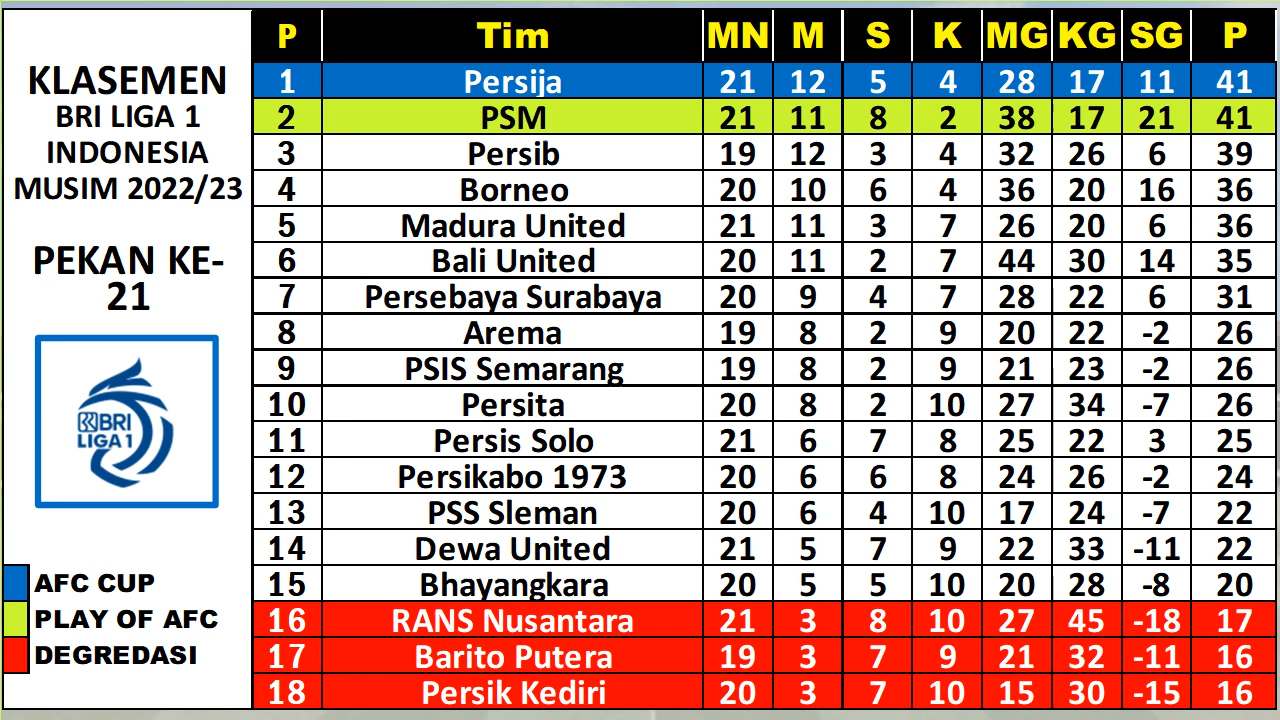 KLASEMEN
BRI LIGA 1
INDONESIA
MUSIM 2022/23
PEKAN KE-
21
BRI
LIGA 1
AFC CUP
PLAY OF AFC
DEGREDASI
P Tim MN M S K MG KG SG P
1 Persija 21 12 5 4 28 17 11 41
2 PSM 21 11 8 2 38 17 21 41
3 Persib 19 12 3 4 32 26 6 39
4 Borneo 20 10 6 4 36 20 16 36
5 Madura United 21 11 3 7 26 20 6 36
6 Bali United 20 11 2 7 44 30 14 35
7 Persebaya Surabaya 20 9 4 7 28 22 6 31
8 Arema 19 8 2 9 20 22 -2 26
9 PSIS Semarang 19 8 2 9 21 23 -2 26
10 Persita 20 8 2 10 27 34 -7 26
11 Persis Solo 21 6 7 8 25 22 3 25
12 Persikabo 1973 20 6 6 8 24 26 -2 24
13 PSS Sleman 20 6 4 10 17 24 -7 22
14 Dewa United 21 5 7 9 22 33 -11 22
15 Bhayangkara 20 5 5 10 20 28 -8 20
16 RANS Nusantara 21 3 8 10 27 45 -18 17
17 Barito Putera 19 3 7 9 21 32 -11 16
18 Persik Kediri 20 3 7 10 15 30 -15 16